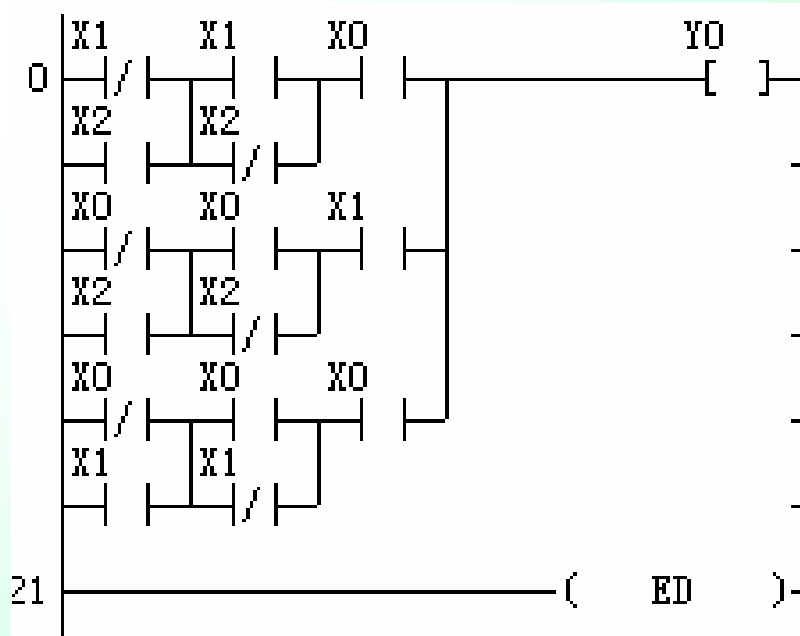 X1 X1 X0 Y0
0
X2 X2
X0 X0 X1
X2 X2
X0 X0 X0
X1 X1
21 ( ED )